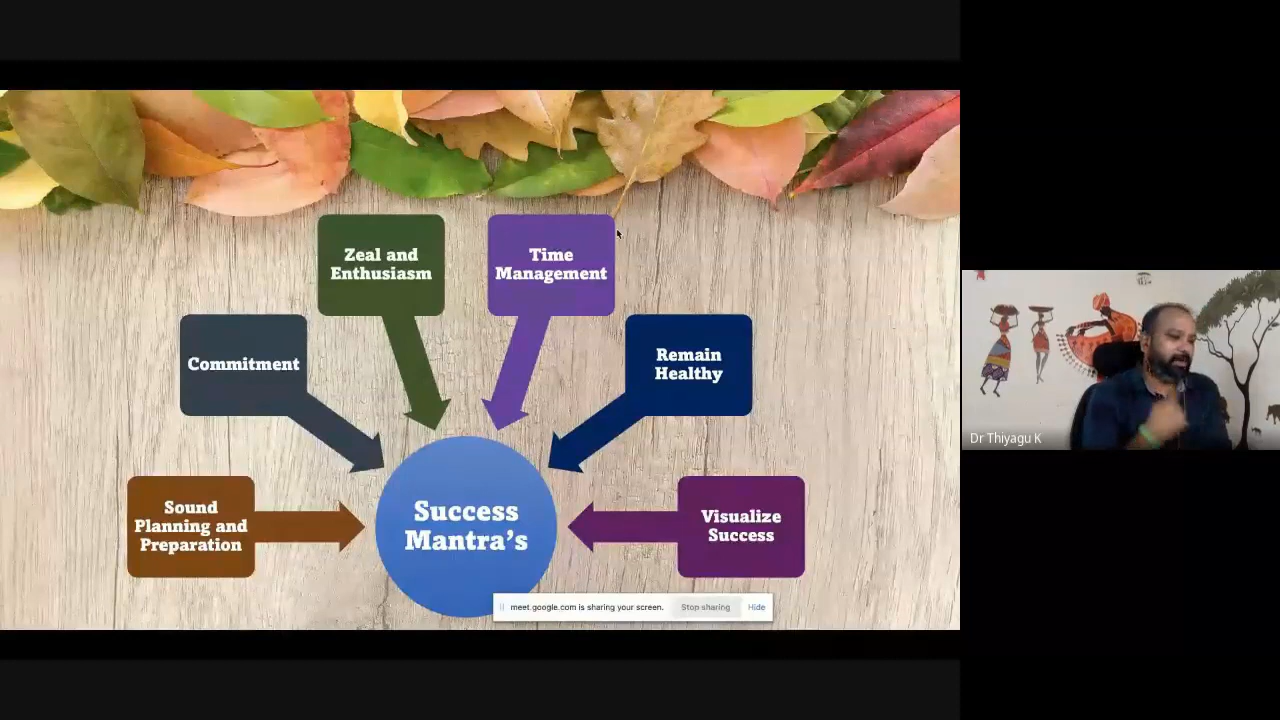 Zeal and
Enthusiasm
Time
Management
Commitment
Remain
Healthy
Sound
Planning and
Preparation
Success
Mantra's
Visualize
Success
meet.google.com is sharing your screen.
Stop sharing
Hide
Dr Thiyagu K